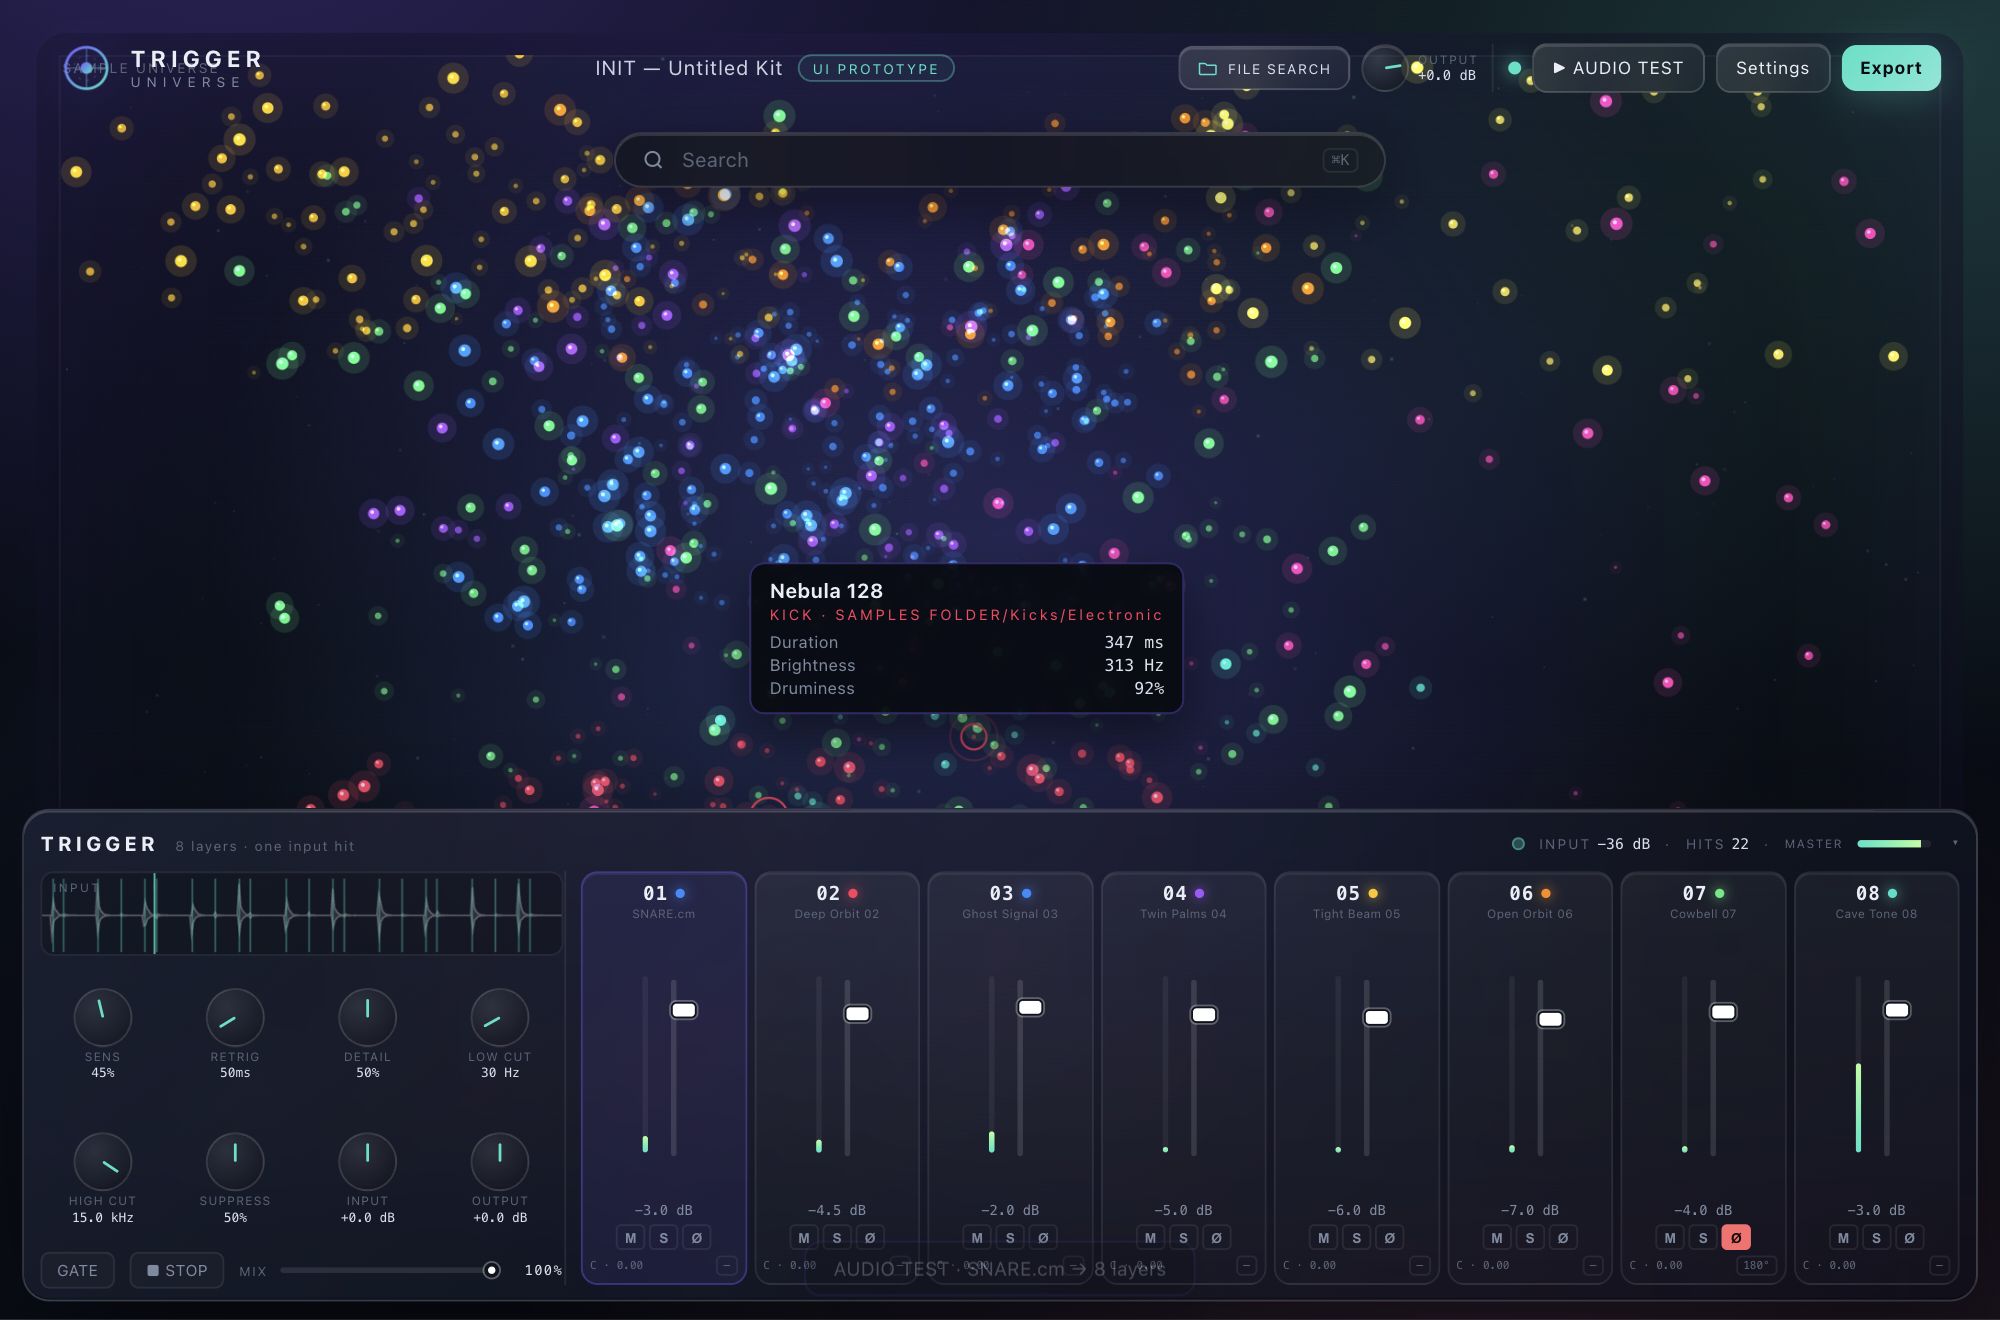 TRIGGER
SAMPLE UNIVERSE
UNIVERSE
INIT — Untitled Kit
UI PROTOTYPE
FILE SEARCH
OUTPUT
+0.0 dB
▶ AUDIO TEST
Settings
Export
Search
⌘K
Nebula 128
KICK · SAMPLES FOLDER/Kicks/Electronic
Duration 347 ms
Brightness 313 Hz
Druminess 92%
TRIGGER 8 layers · one input hit
INPUT −36 dB · HITS 22 · MASTER
INPUT
SENS
45%
RETRIG
50ms
DETAIL
50%
LOW CUT
30 Hz
HIGH CUT
15.0 kHz
SUPPRESS
50%
INPUT
+0.0 dB
OUTPUT
+0.0 dB
GATE
STOP
MIX
100%
01
SNARE.cm
−3.0 dB
M S Ø
C · 0.00 —
02
Deep Orbit 02
−4.5 dB
M S Ø
C · 0.00 —
03
Ghost Signal 03
−2.0 dB
M S Ø
C · 0.00 —
04
Twin Palms 04
−5.0 dB
M S Ø
C · 0.00 —
05
Tight Beam 05
−6.0 dB
M S Ø
C · 0.00 —
06
Open Orbit 06
−7.0 dB
M S Ø
C · 0.00 —
07
Cowbell 07
−4.0 dB
M S Ø
C · 0.00 180°
08
Cave Tone 08
−3.0 dB
M S Ø
C · 0.00 —
AUDIO TEST · SNARE.cm → 8 layers